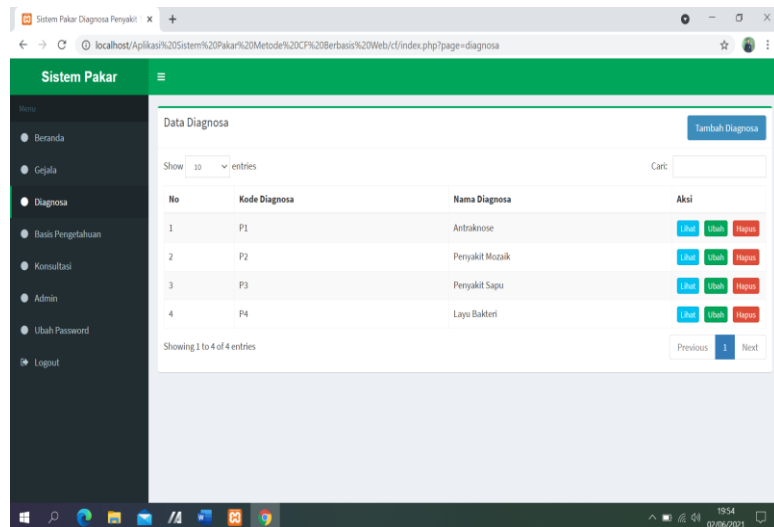 Sistem Pakar Diagnosa Penyakit
localhost/Aplikasi%20Sistem%20Pakar%20Metode%20CF%20Berbasis%20Web/cf/index.php?page=diagnosa
Sistem Pakar
Menu
Beranda
Gejala
Diagnosa
Basis Pengetahuan
Konsultasi
Admin
Ubah Password
Logout
Data Diagnosa
Tambah Diagnosa
Show 10 entries
Cari:
No Kode Diagnosa Nama Diagnosa Aksi
1 P1 Antraknose Lihat Ubah Hapus
2 P2 Penyakit Mozaik Lihat Ubah Hapus
3 P3 Penyakit Sapu Lihat Ubah Hapus
4 P4 Layu Bakteri Lihat Ubah Hapus
Showing 1 to 4 of 4 entries
Previous 1 Next
19:54
02/06/2021